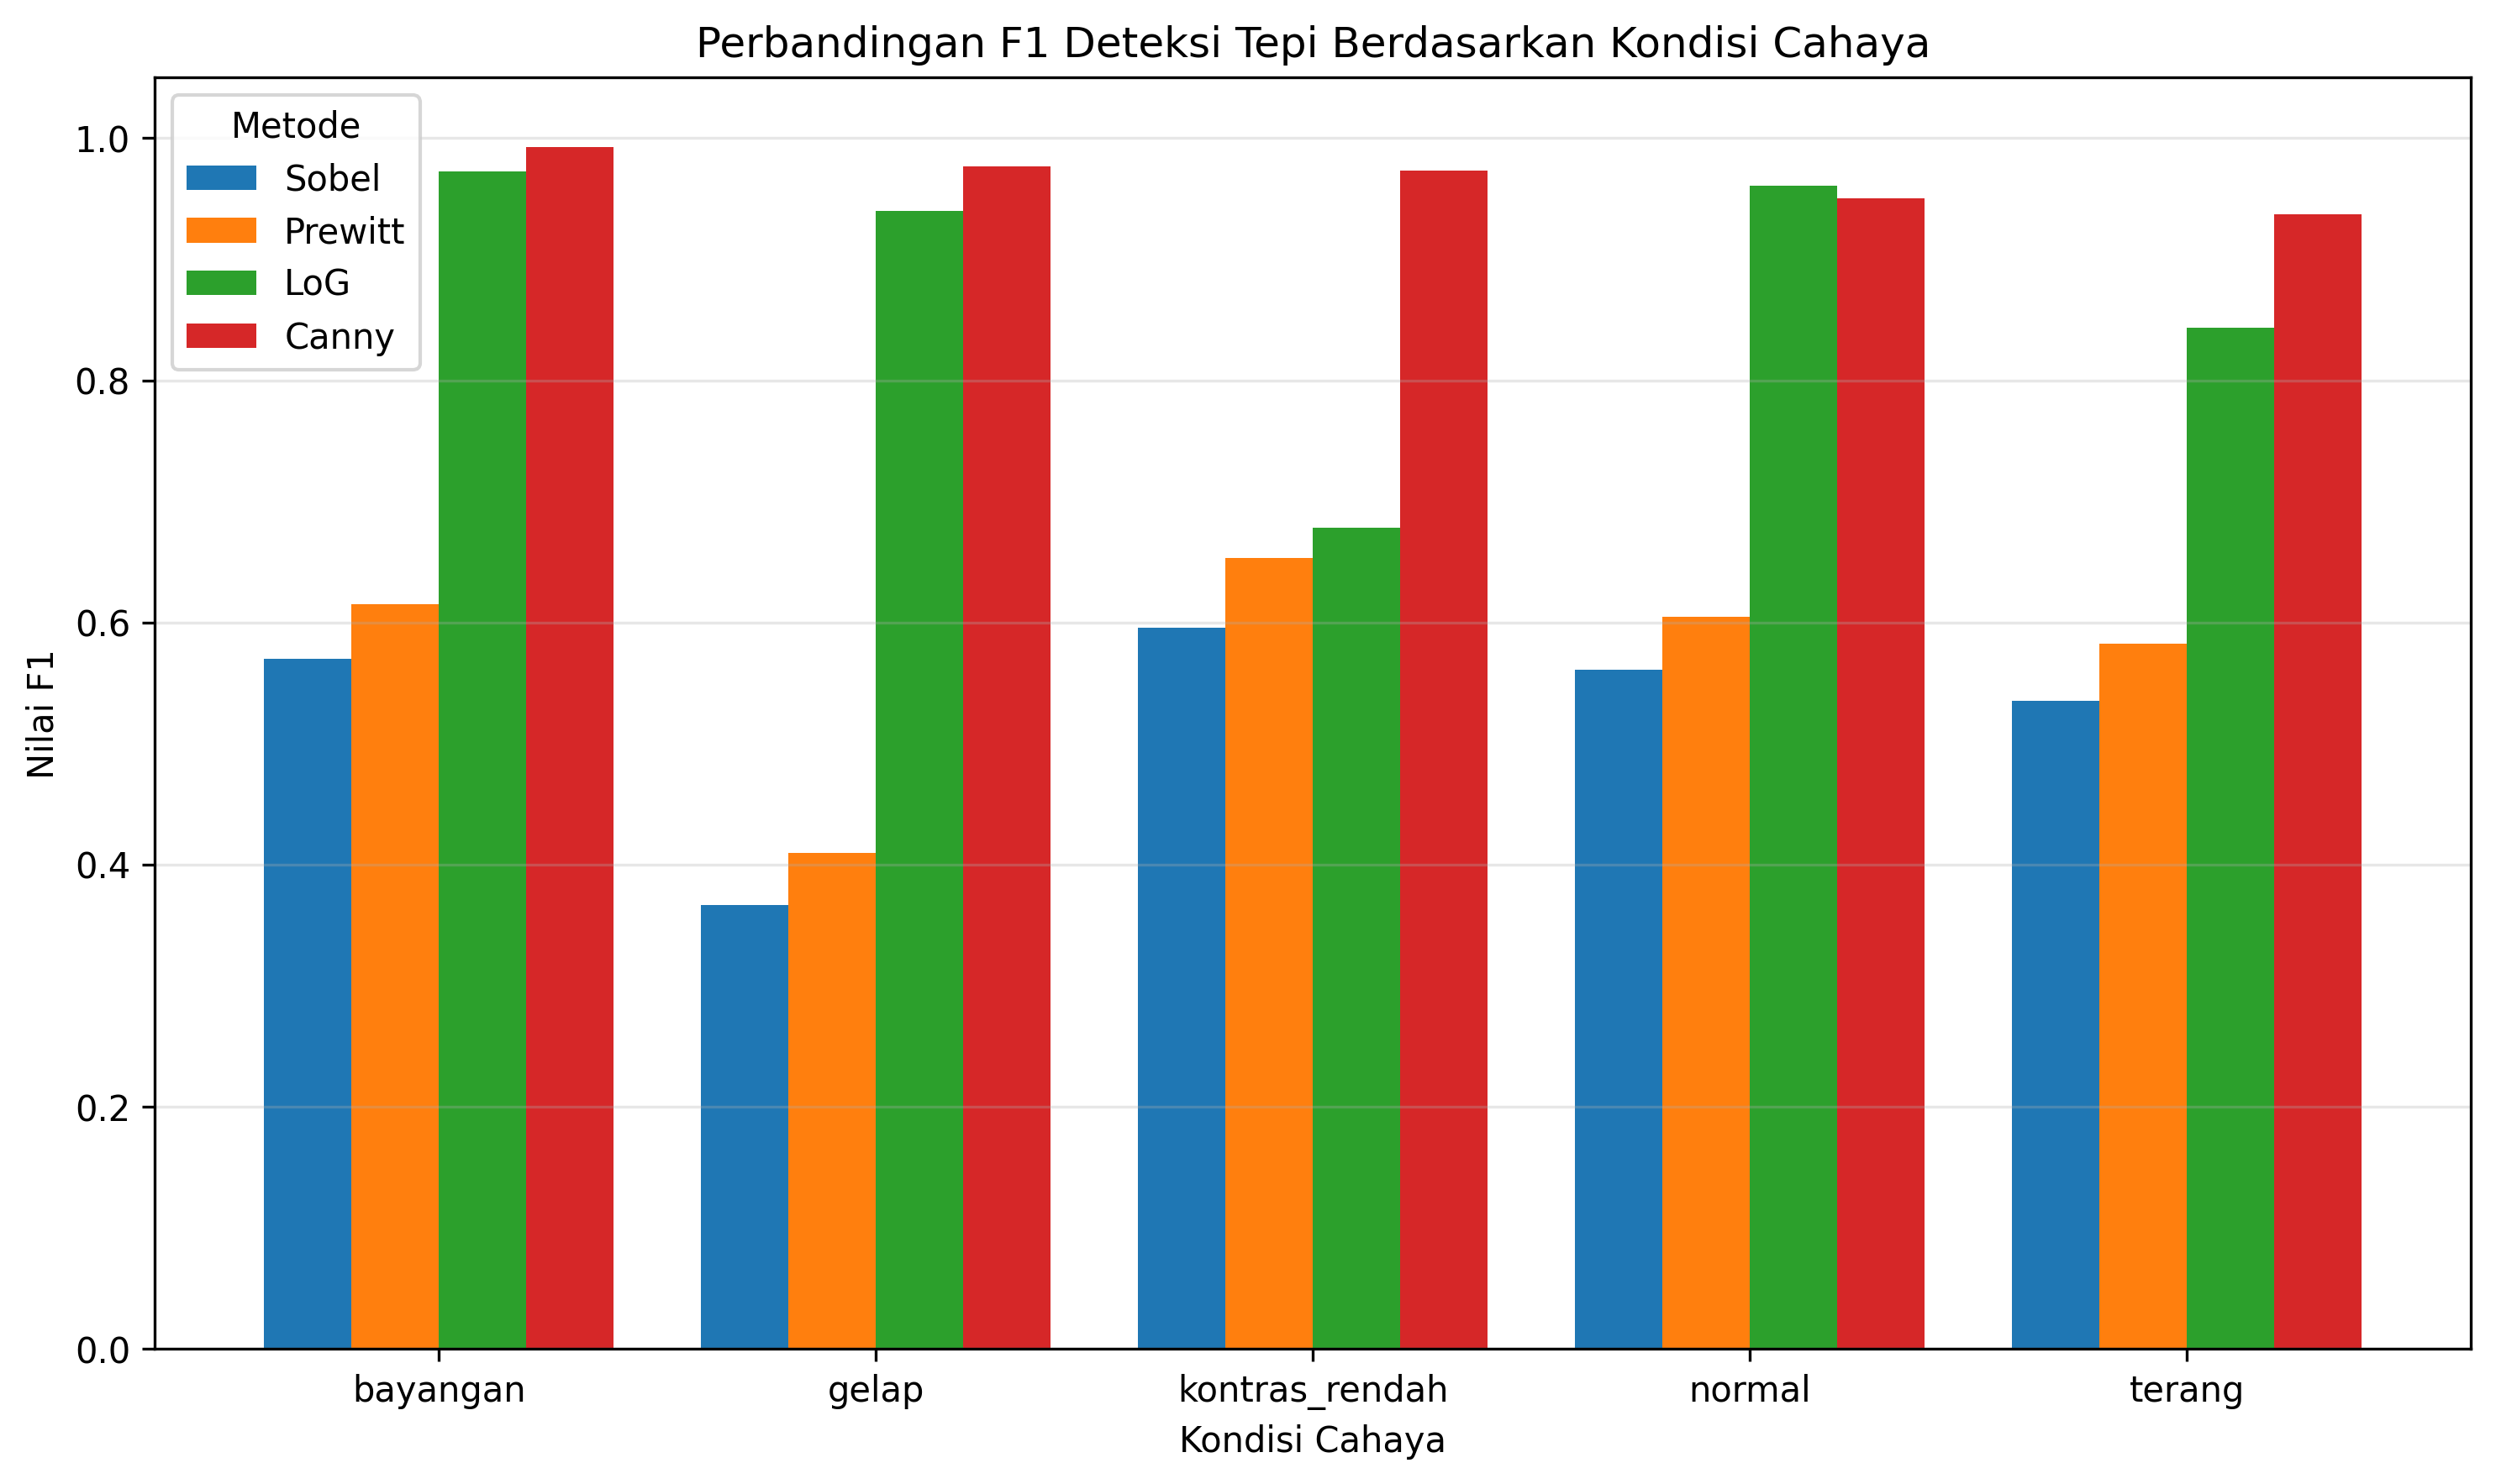 Perbandingan F1 Deteksi Tepi Berdasarkan Kondisi Cahaya
Metode
Sobel
Prewitt
LoG
Canny
1.0
0.8
0.6
0.4
0.2
0.0
Nilai F1
bayangan
gelap
kontras_rendah
normal
terang
Kondisi Cahaya